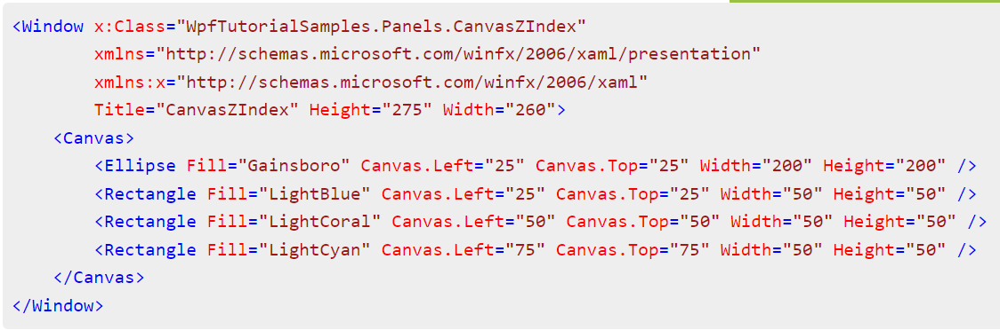 <Window x:Class="WpfTutorialSamples.Panels.CanvasZIndex"
        xmlns="http://schemas.microsoft.com/winfx/2006/xaml/presentation"
        xmlns:x="http://schemas.microsoft.com/winfx/2006/xaml"
        Title="CanvasZIndex" Height="275" Width="260">
    <Canvas>
        <Ellipse Fill="Gainsboro" Canvas.Left="25" Canvas.Top="25" Width="200" Height="200" />
        <Rectangle Fill="LightBlue" Canvas.Left="25" Canvas.Top="25" Width="50" Height="50" />
        <Rectangle Fill="LightCoral" Canvas.Left="50" Canvas.Top="50" Width="50" Height="50" />
        <Rectangle Fill="LightCyan" Canvas.Left="75" Canvas.Top="75" Width="50" Height="50" />
    </Canvas>
</Window>